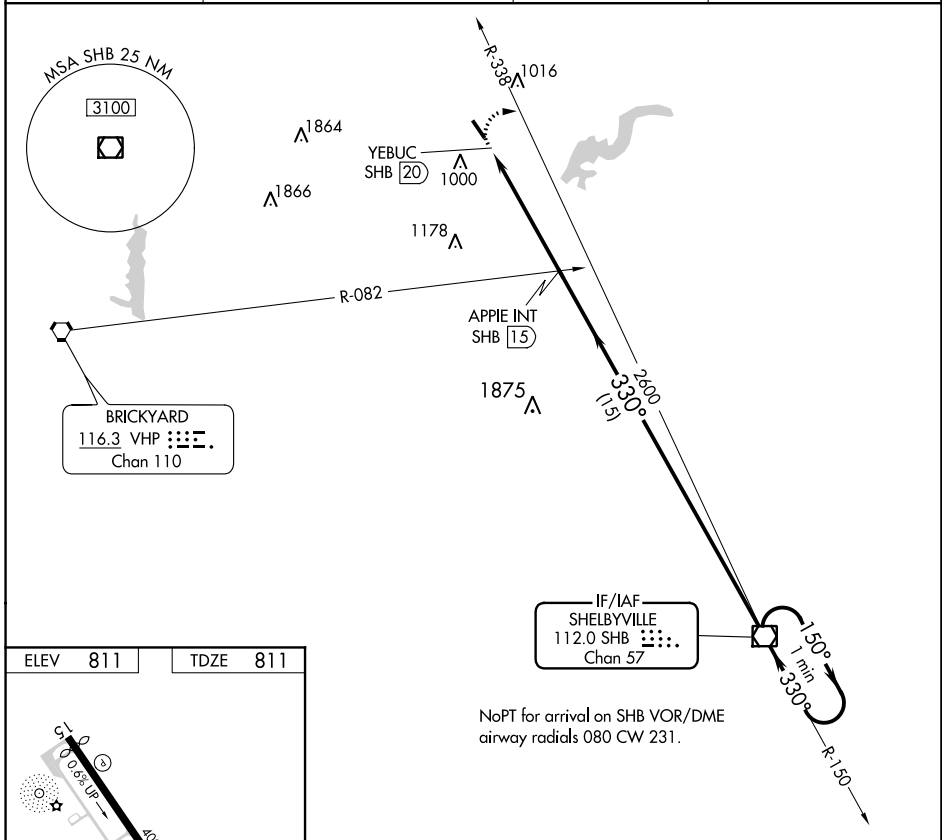 MSA SHB 25 NM
3100
R-338
1016
1864
YEBUC
SHB 20
1000
1866
1178
R-082
APPIE INT
SHB 15
2600
330°
(15)
1875
BRICKYARD
116.3 VHP
Chan 110
IF/IAF
SHELBYVILLE
112.0 SHB
Chan 57
150°
1 min
330°
R-150
NoPT for arrival on SHB VOR/DME
airway radials 080 CW 231.
ELEV 811
TDZE 811
15
P
0.6% UP